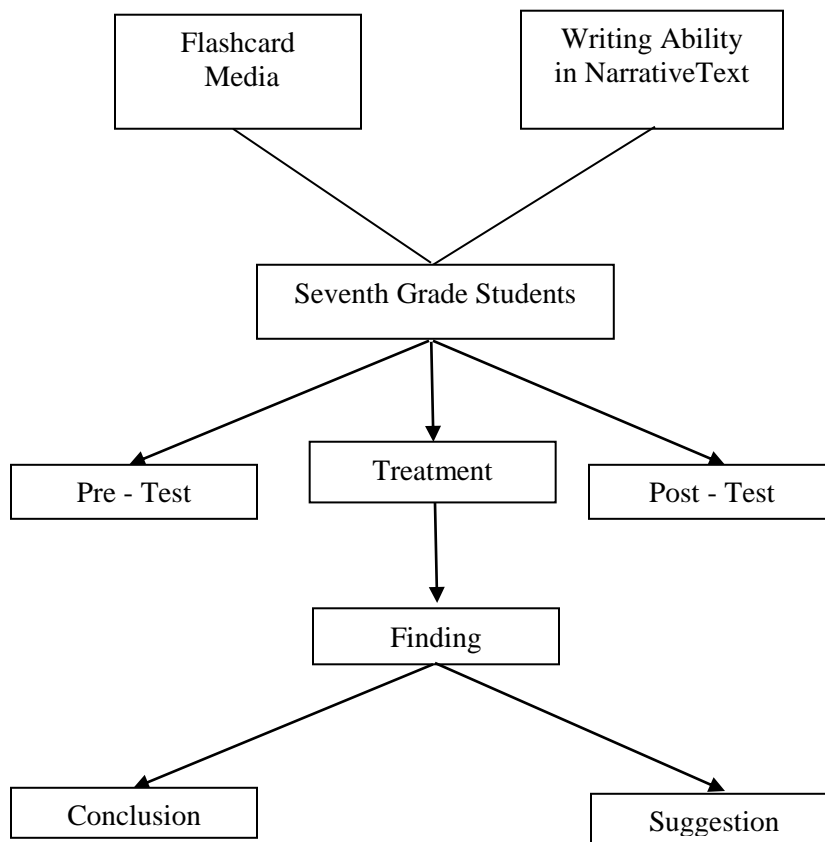 Flashcard
Media
Writing Ability
in NarrativeText
Seventh Grade Students
Pre - Test
Treatment
Post - Test
Finding
Conclusion
Suggestion